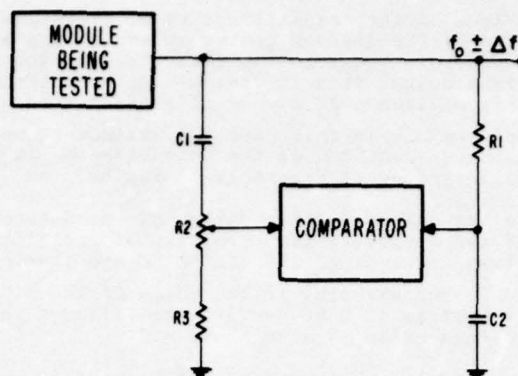 MODULE
BEING
TESTED
f₀ ± Δf
C1
R1
R2
COMPARATOR
R3
C2